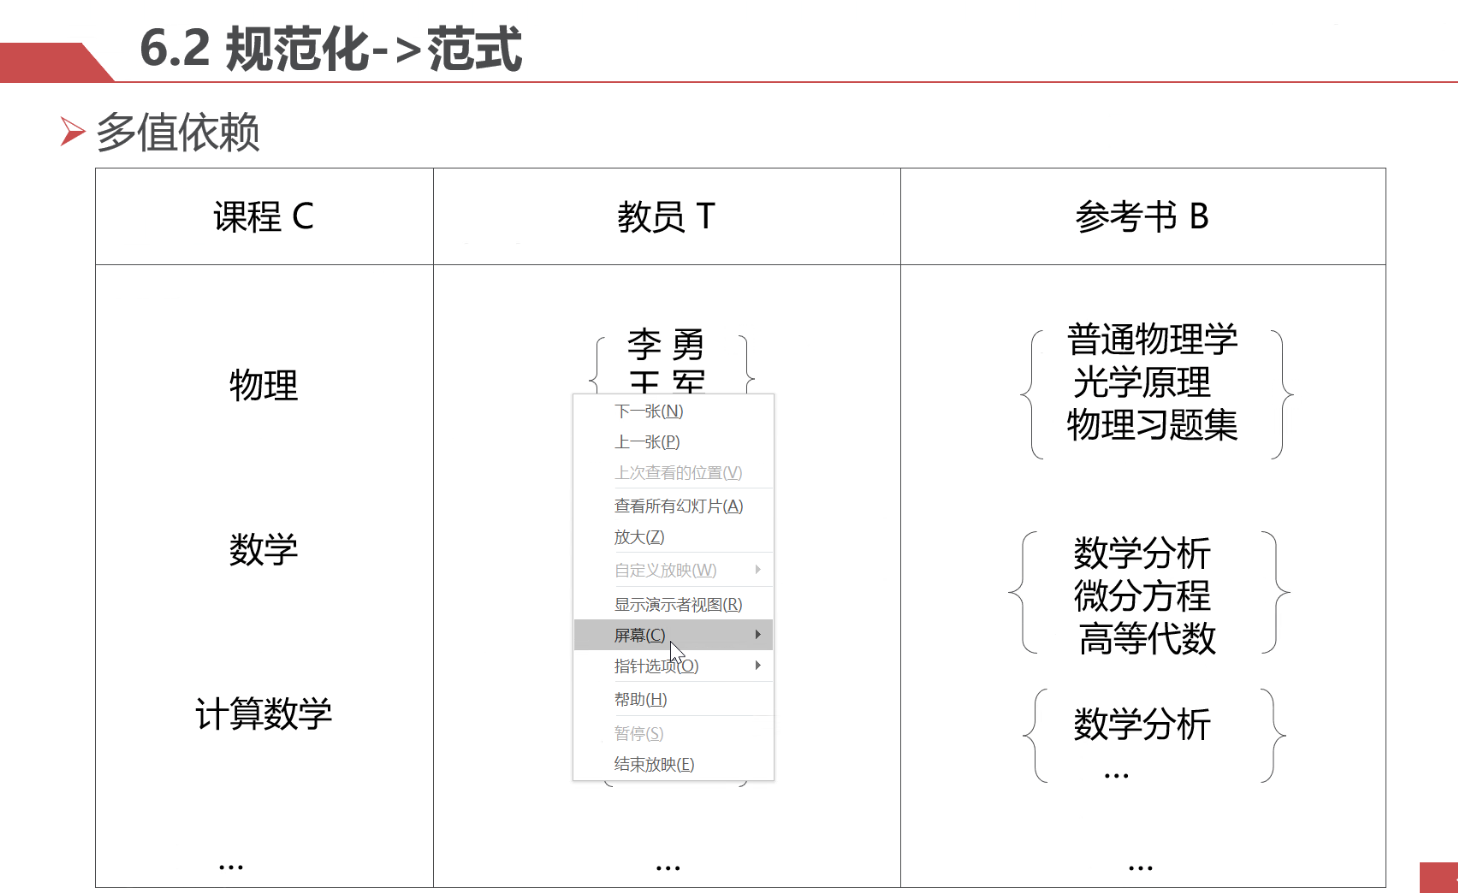 6.2 规范化->范式
多值依赖
课程 C
教员 T
参考书 B
物理
李 勇
王 军
普通物理学
光学原理
物理习题集
数学
数学分析
微分方程
高等代数
计算数学
数学分析
...
...
...
...
下一张(N)
上一张(P)
上次查看的位置(V)
查看所有幻灯片(A)
放大(Z)
自定义放映(W)
显示演示者视图(R)
屏幕(C)
指针选项(O)
帮助(H)
暂停(S)
结束放映(E)